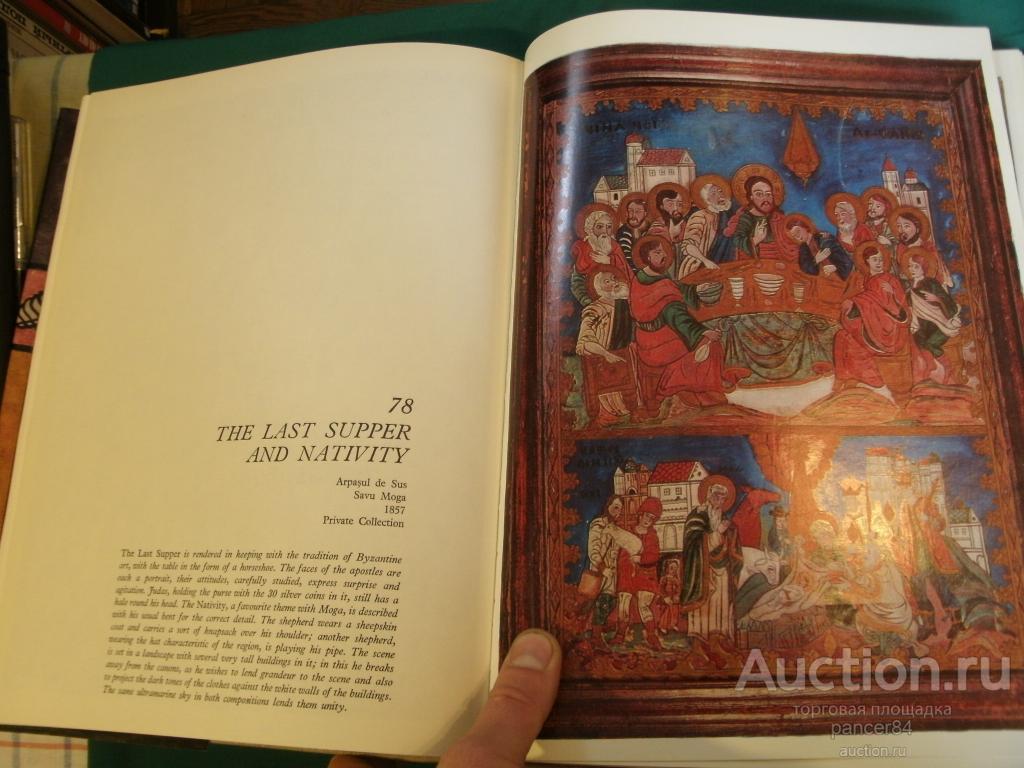 78
THE LAST SUPPER
AND NATIVITY
Arpaşul de Sus
Savu Moga
1857
Private Collection
The Last Supper is rendered in keeping with the tradition of Byzantine
art, with the table in the form of a horseshoe. The faces of the apostles are
each a portrait, their attitudes, carefully studied, express surprise and
agitation. Judas, holding the purse with the 30 silver coins in it, still has a
halo round his head. The Nativity, a favourite theme with Moga, is described
with his usual bent for the correct detail. The shepherd wears a sheepskin
coat and carries a sort of knapsack over his shoulder; another shepherd,
wearing the hat characteristic of the region, is playing his pipe. The scene
is set in a landscape with several very tall buildings in it; in this he breaks
away from the canons, as he wishes to lend grandeur to the scene and also
to project the dark tones of the clothes against the white walls of the buildings.
The same ultramarine sky in both compositions lends them unity.
Auction.ru
торговая площадка
pancer84
auction.ru